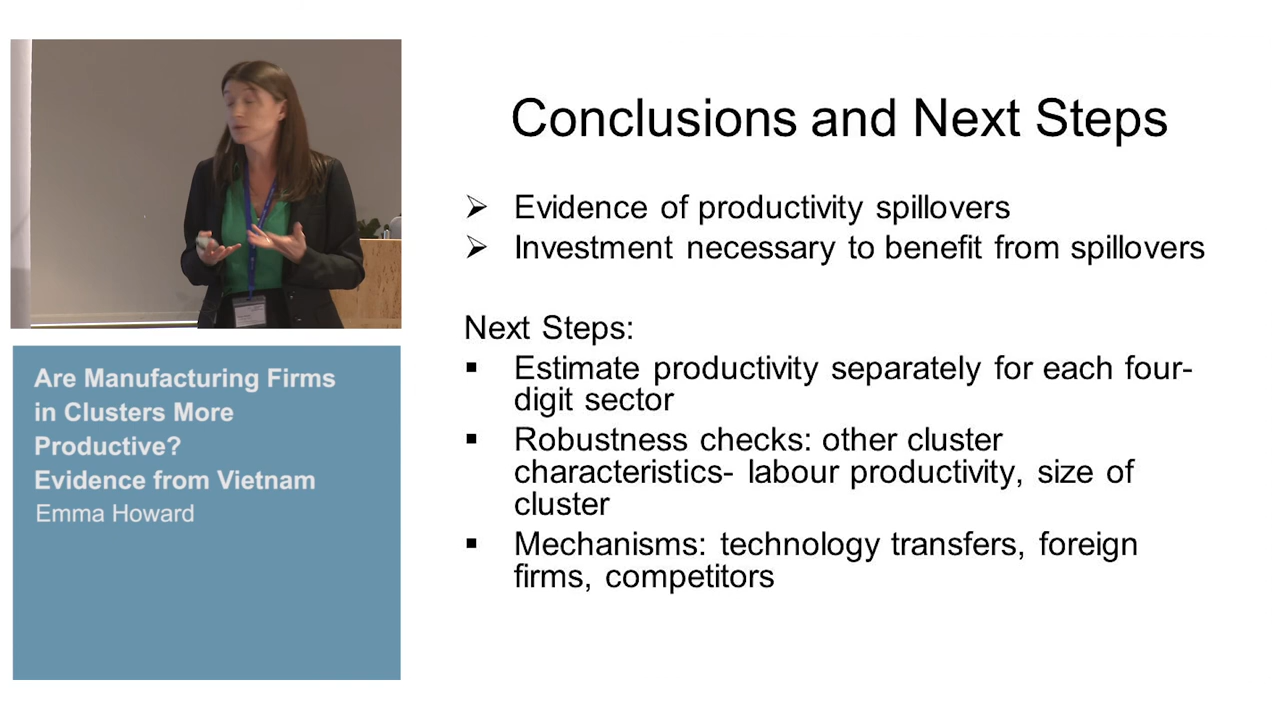 Conclusions and Next Steps
Evidence of productivity spillovers
Investment necessary to benefit from spillovers
Next Steps:
Estimate productivity separately for each four-
digit sector
Robustness checks: other cluster
characteristics- labour productivity, size of
cluster
Mechanisms: technology transfers, foreign
firms, competitors
Are Manufacturing Firms
in Clusters More
Productive?
Evidence from Vietnam
Emma Howard